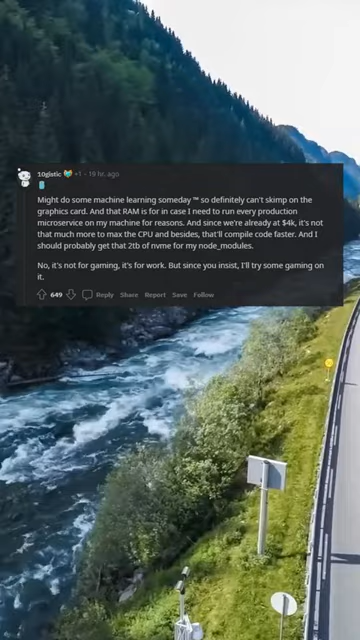 10gistic +1 · 19 hr. ago
Might do some machine learning someday ™ so definitely can't skimp on the
graphics card. And that RAM is for in case I need to run every production
microservice on my machine for reasons. And since we're already at $4k, it's not
that much more to max the CPU and besides, that'll compile code faster. And I
should probably get that 2tb of nvme for my node_modules.
No, it's not for gaming, it's for work. But since you insist, I'll try some gaming on
it.
649 Reply Share Report Save Follow